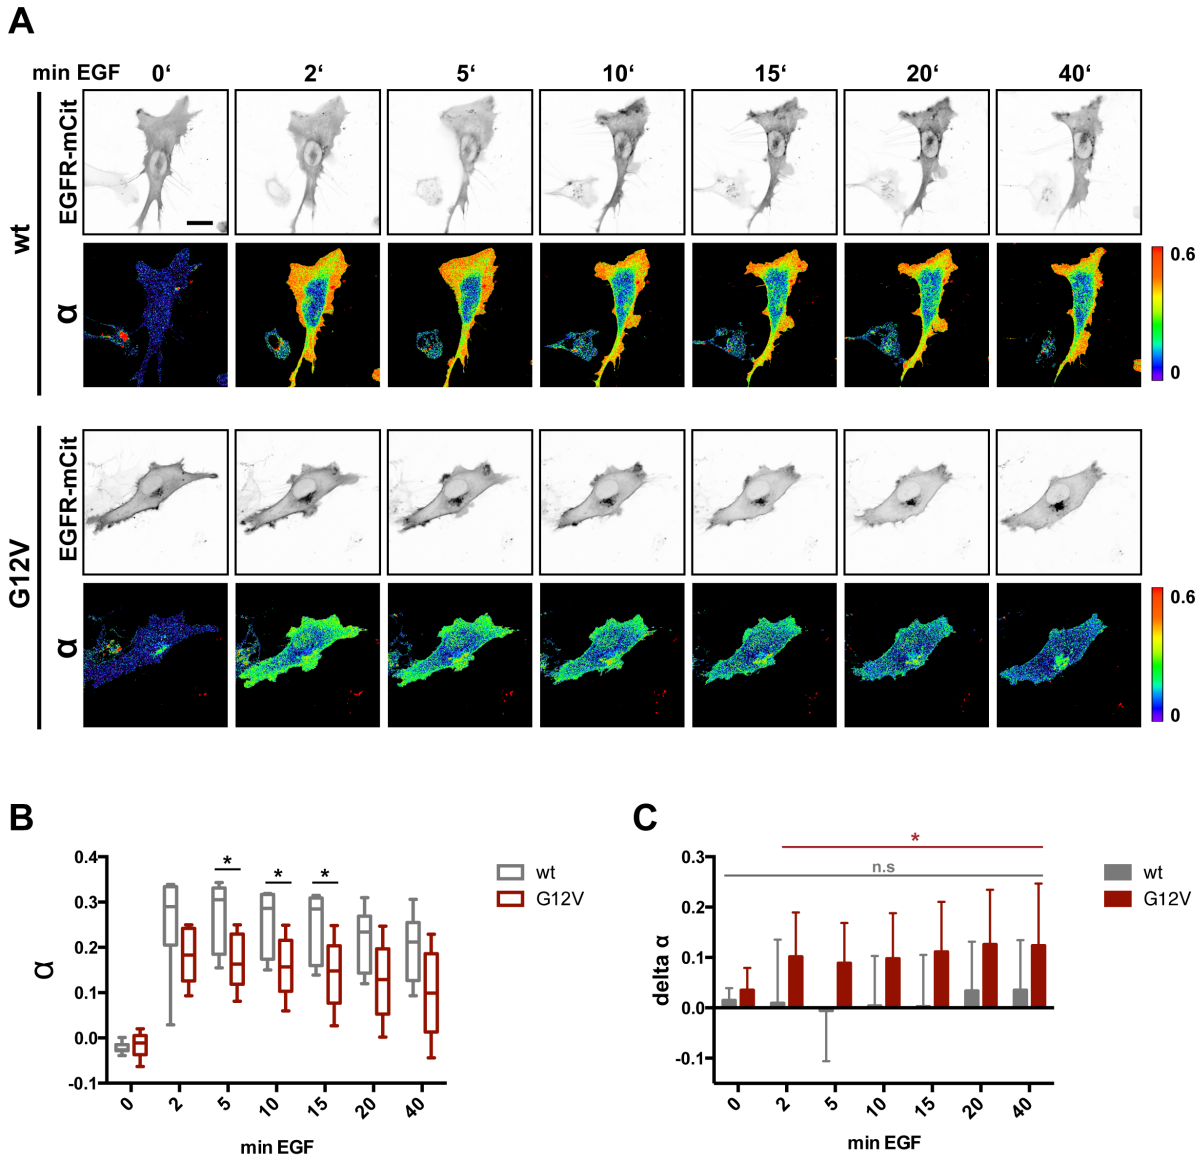 A
min EGF 0‘ 2‘ 5‘ 10‘ 15‘ 20‘ 40‘
wt
EGFR-mCit
α
0.6
0
G12V
EGFR-mCit
α
0.6
0
B
α
0.4
0.3
0.2
0.1
0.0
-0.1
* * *
wt
G12V
0 2 5 10 15 20 40
min EGF
C
delta α
0.3
0.2
0.1
0.0
-0.1
*
n.s
wt
G12V
0 2 5 10 15 20 40
min EGF